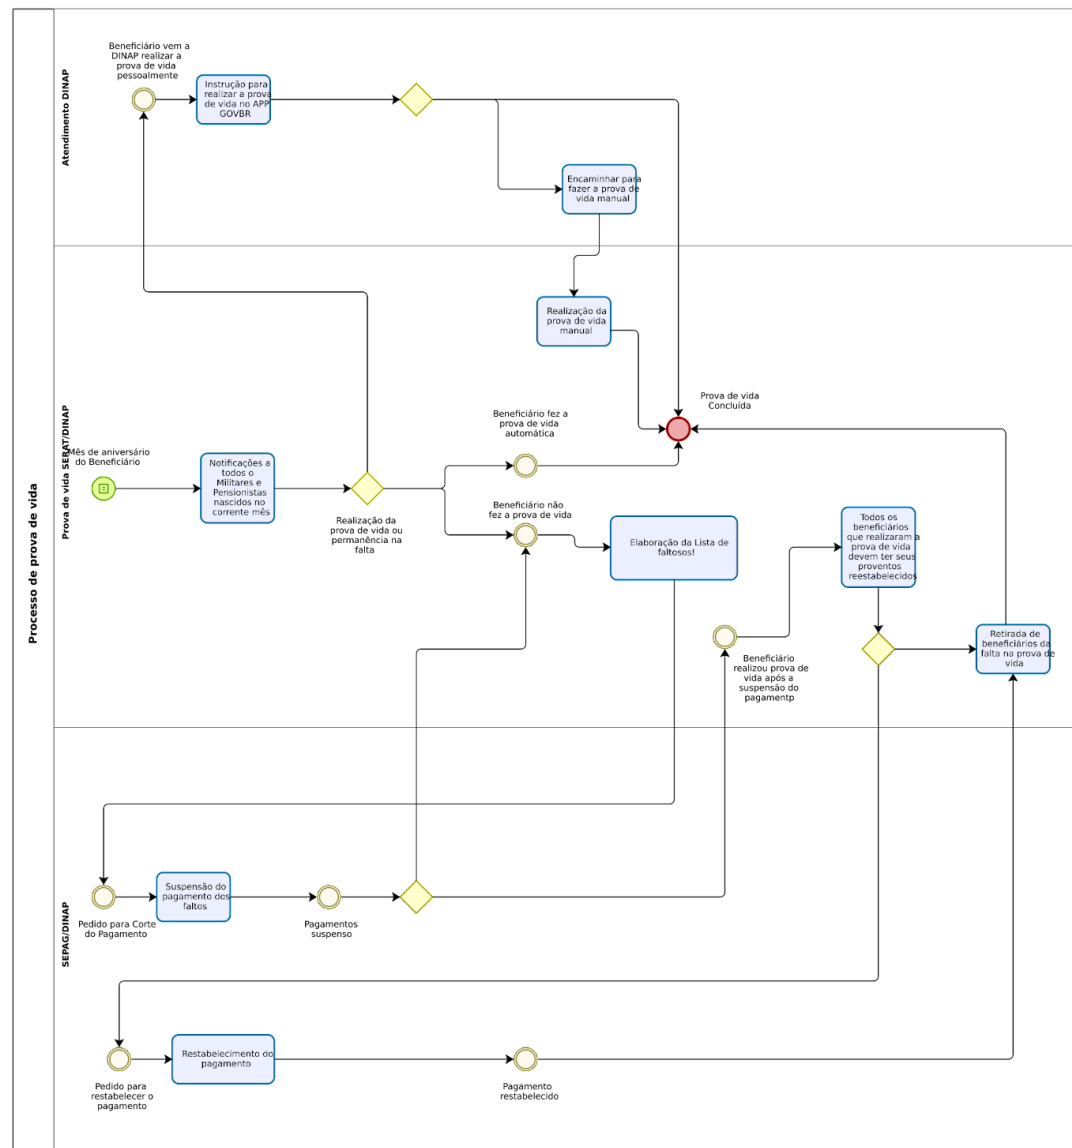 Processo de prova de vida
Atendimento DINAP
Beneficiário vem a
DINAP realizar a
prova de vida
pessoalmente
Instrução para
realizar a prova
de vida no APP
GOVBR
Encaminhar para
fazer a prova de
vida manual
Prova de vida SERAT/DINAP
Realização da
prova de vida
manual
Mês de aniversário
do Beneficiário
Notificações a
todos o
Militares e
Pensionistas
nascidos no
corrente mês
Realização da
prova de vida ou
permanência na
falta
Beneficiário fez a
prova de vida
automática
Prova de vida
Concluída
Beneficiário não
fez a prova de vida
Elaboração da Lista de
faltosos!
Beneficiário
realizou prova de
vida após a
suspensão do
pagamentp
Todos os
beneficiários
que realizaram a
prova de vida
devem ter seus
proventos
reestabelecidos
Retirada de
beneficiários da
falta na prova de
vida
SEPAG/DINAP
Pedido para Corte
do Pagamento
Suspensão do
pagamento dos
faltos
Pagamentos
suspenso
Pedido para
restabelecer o
pagamento
Restabelecimento do
pagamento
Pagamento
restabelecido